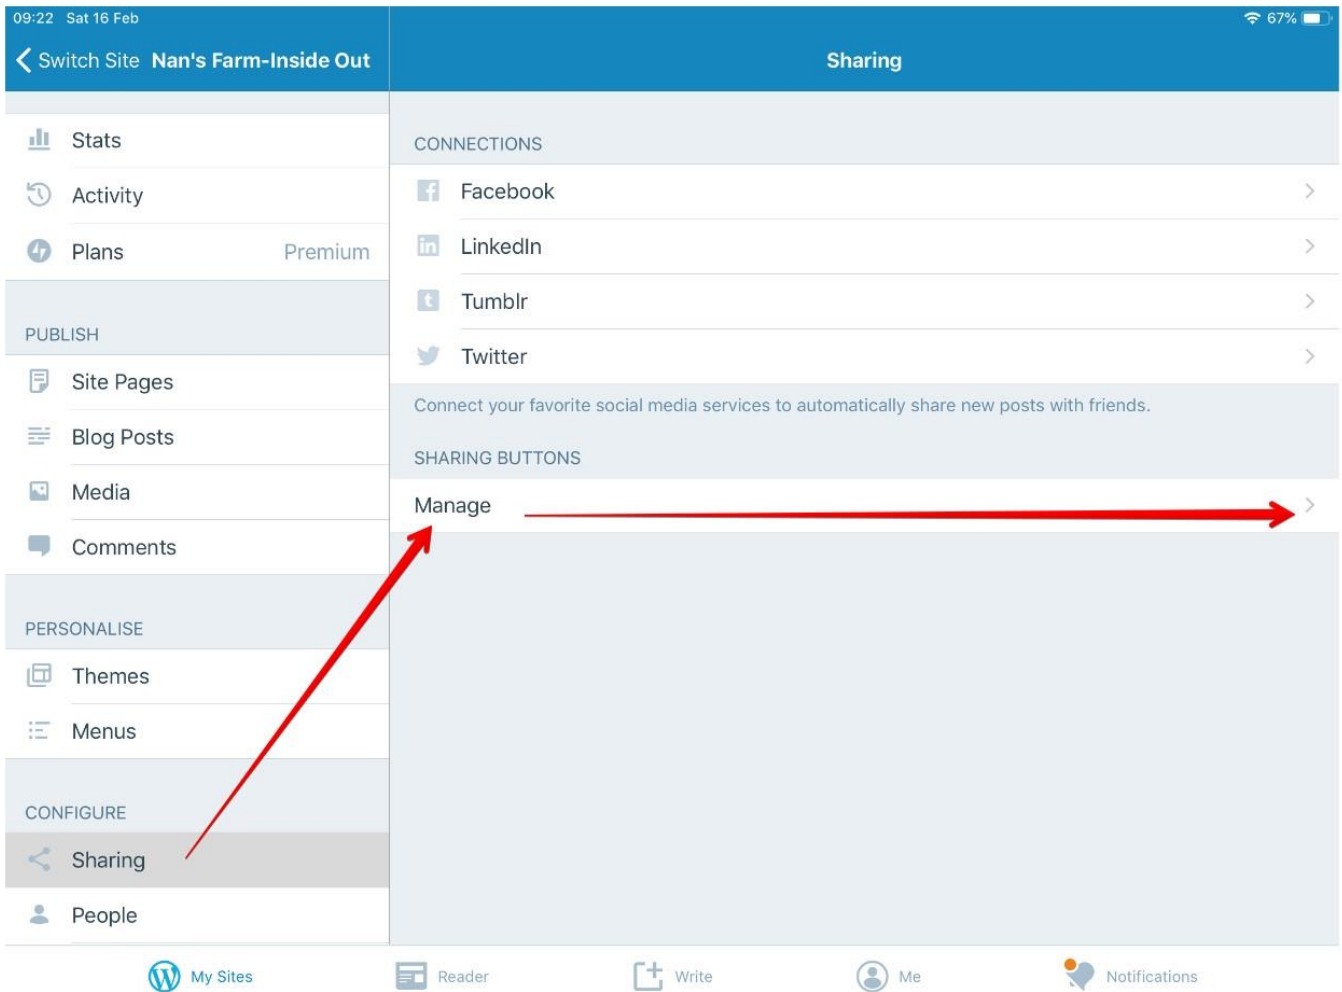 09:22 Sat 16 Feb
67%
Switch Site Nan's Farm-Inside Out
Sharing
Stats
Activity
Plans Premium
PUBLISH
Site Pages
Blog Posts
Media
Comments
PERSONALISE
Themes
Menus
CONFIGURE
Sharing
People
CONNECTIONS
Facebook
LinkedIn
Tumblr
Twitter
Connect your favorite social media services to automatically share new posts with friends.
SHARING BUTTONS
Manage
My Sites
Reader
Write
Me
Notifications